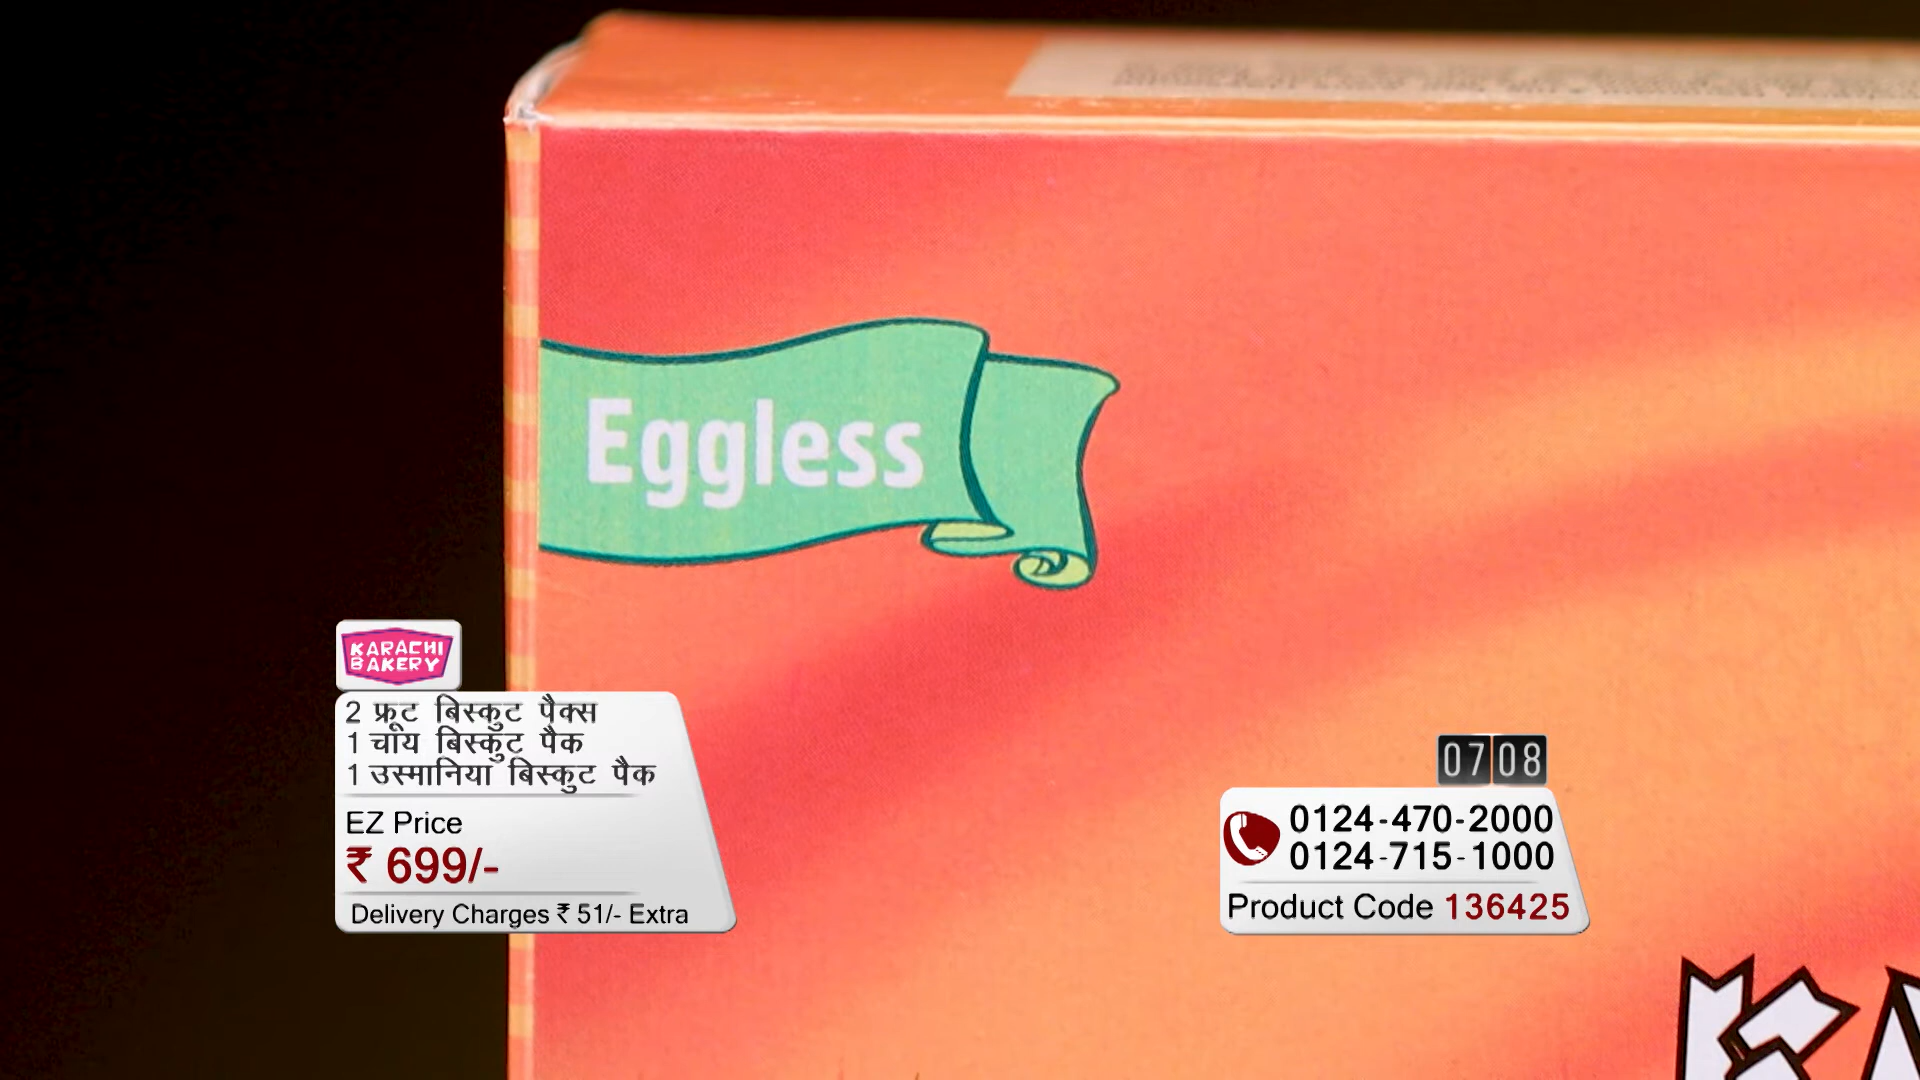 Eggless
KARACHI
BAKERY
2 फ्रूट बिस्कुट पैक्स
1 चाय बिस्कुट पैक
1 उस्मानिया बिस्कुट पैक
EZ Price
₹ 699/-
Delivery Charges ₹ 51/- Extra
07 08
0124-470-2000
0124-715-1000
Product Code 136425